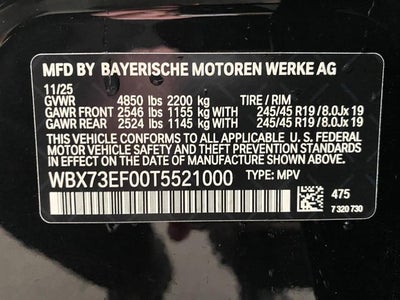 MFD BY BAYERISCHE MOTOREN WERKE AG
11/25
GVWR 4850 lbs 2200 kg TIRE / RIM
GAWR FRONT 2546 lbs 1155 kg WITH 245/45 R19 / 8.0Jx 19
GAWR REAR 2524 lbs 1145 kg WITH 245/45 R19 / 8.0Jx 19
THIS VEHICLE CONFORMS TO ALL APPLICABLE U. S. FEDERAL
MOTOR VEHICLE SAFETY AND THEFT PREVENTION STANDARDS
IN EFFECT ON THE DATE OF MANUFACTURE SHOWN ABOVE.
WBX73EF00T5521000 TYPE: MPV
475
7 320 730